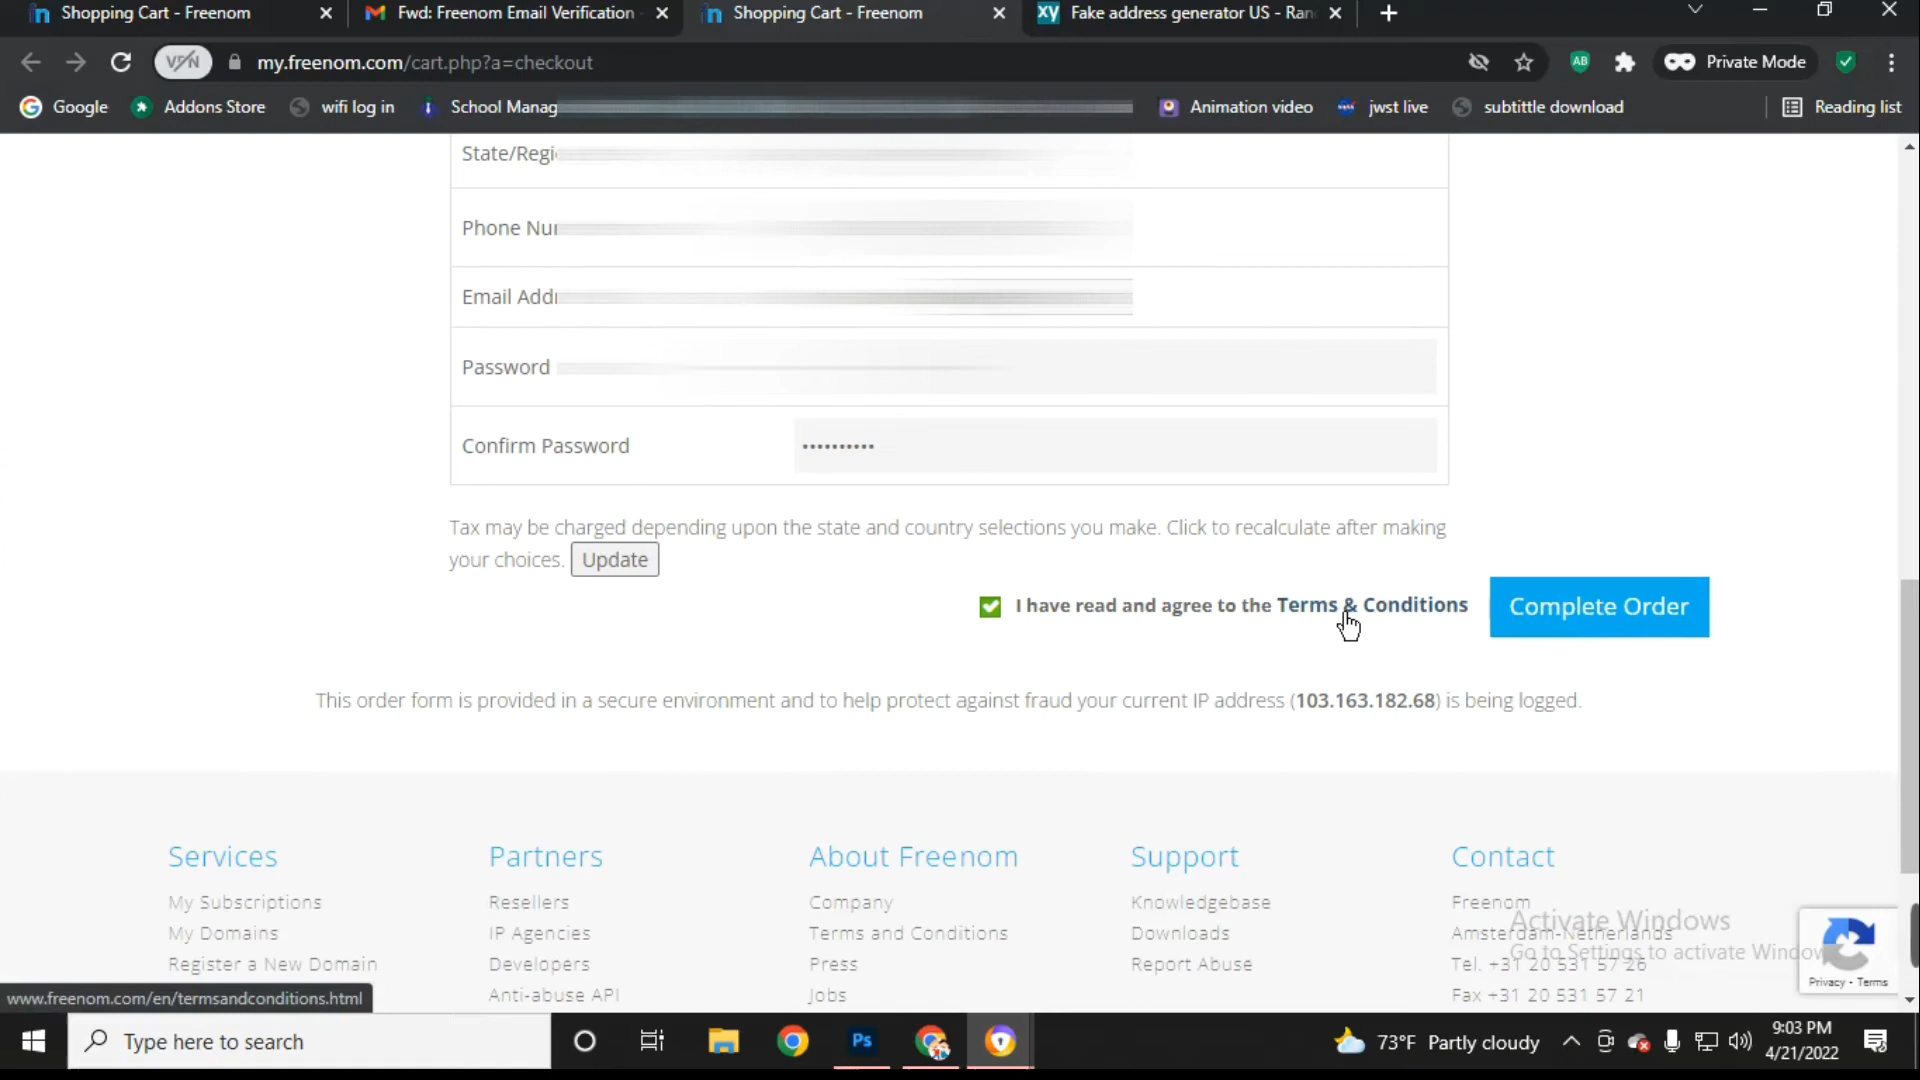 Shopping Cart - Freenom
Fwd: Freenom Email Verification
Shopping Cart - Freenom
Fake address generator US - Ran
VPN
my.freenom.com/cart.php?a=checkout
AB
Private Mode
Google
Addons Store
wifi log in
School Manag
Animation video
jwst live
subtittle download
Reading list
State/Regi
Phone Nu
Email Add
Password
Confirm Password
Tax may be charged depending upon the state and country selections you make. Click to recalculate after making
your choices. Update
I have read and agree to the Terms & Conditions
Complete Order
This order form is provided in a secure environment and to help protect against fraud your current IP address (103.163.182.68) is being logged.
Services
Partners
About Freenom
Support
Contact
My Subscriptions
Resellers
Company
Knowledgebase
Freenom
My Domains
IP Agencies
Terms and Conditions
Downloads
Amsterdam-Netherlands
Register a New Domain
Developers
Press
Report Abuse
Tel. +31 20 531 57 26
Anti-abuse API
Jobs
Fax +31 20 531 57 21
Activate Windows
Go to Settings to activate Window
Privacy - Terms
www.freenom.com/en/termsandconditions.html
Type here to search
Ps
73°F Partly cloudy
9:03 PM
4/21/2022